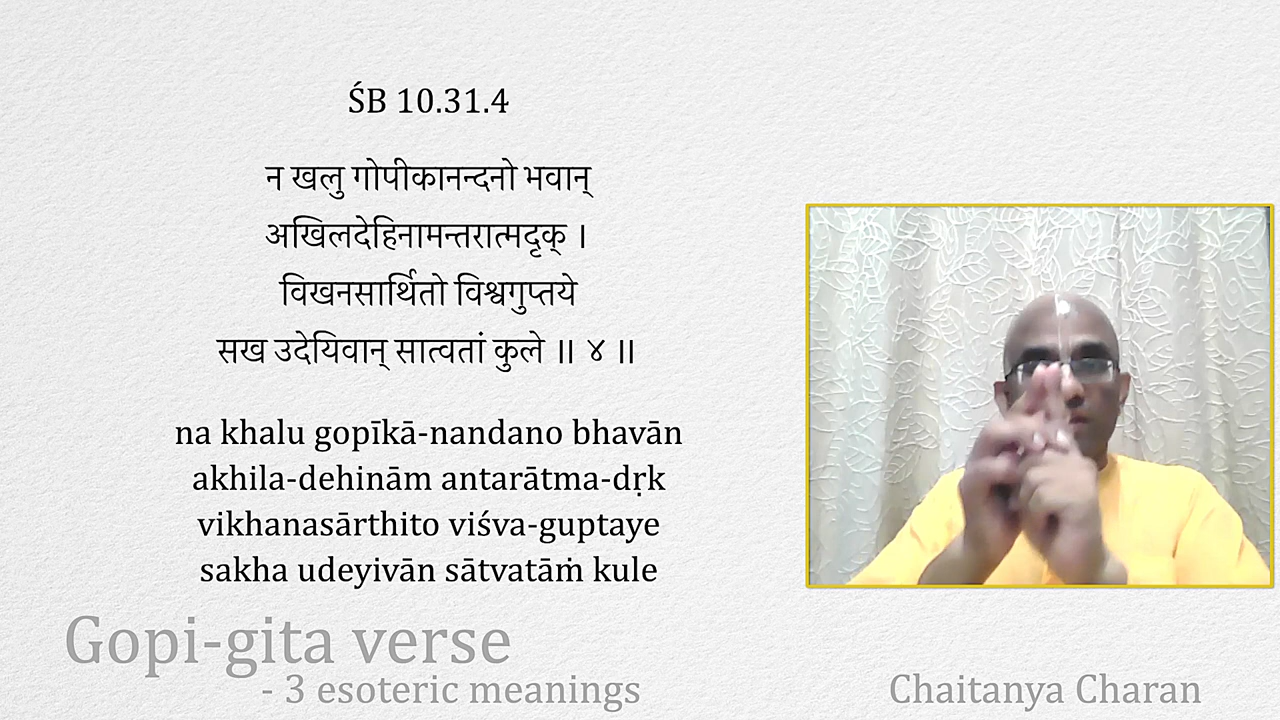 ŚB 10.31.4
न खलु गोपीकानन्दनो भवान्
अखिलदेहिनामन्तरात्मदृक् ।
विखनसार्थितो विश्वगुप्तये
सख उदेयिवान् सात्वतां कुले ॥ ४ ॥
na khalu gopīkā-nandano bhavān
akhila-dehinām antarātma-dṛk
vikhanasārthito viśva-guptaye
sakha udeyivān sātvatāṁ kule
Gopi-gita verse
- 3 esoteric meanings
Chaitanya Charan